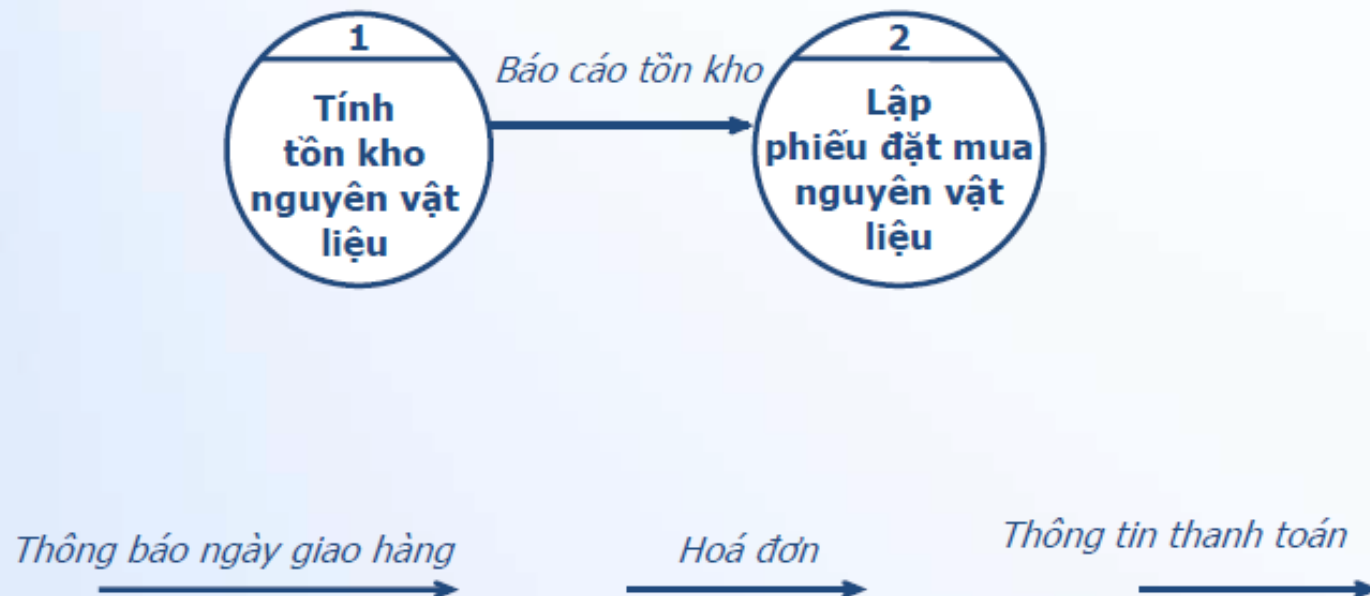 1
Tính
tồn kho
nguyên vật
liệu
Báo cáo tồn kho
2
Lập
phiếu đặt mua
nguyên vật
liệu
Thông báo ngày giao hàng
Hoá đơn
Thông tin thanh toán